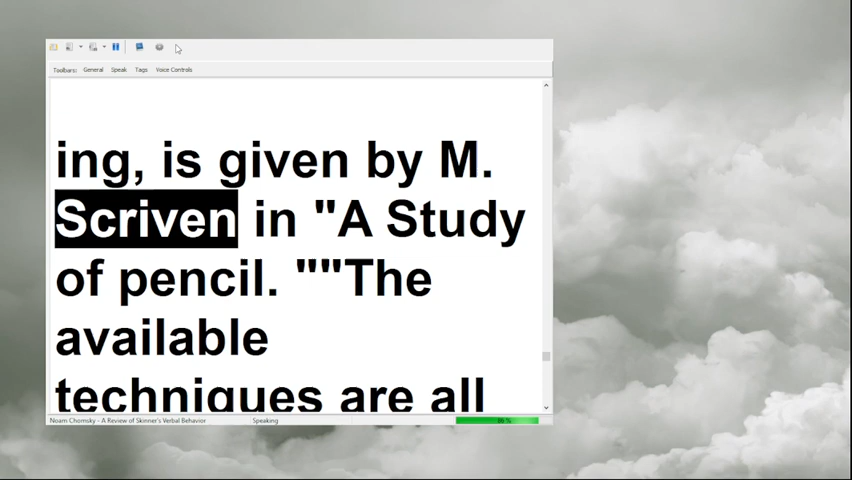 Toolbars: General Speak Tags Voice Controls
ing, is given by M.
Scriven in "A Study
of pencil. ""The
available
techniques are all
Noam Chomsky - A Review of Skinner's Verbal Behavior Speaking 86 %